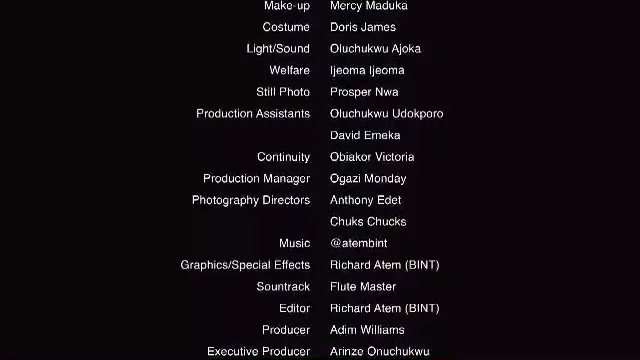 Make-up Mercy Maduka
Costume Doris James
Light/Sound Oluchukwu Ajoka
Welfare Ijeoma Ijeoma
Still Photo Prosper Nwa
Production Assistants Oluchukwu Udokporo
David Emeka
Continuity Obiakor Victoria
Production Manager Ogazi Monday
Photography Directors Anthony Edet
Chuks Chucks
Music @atembint
Graphics/Special Effects Richard Atem (BINT)
Sountrack Flute Master
Editor Richard Atem (BINT)
Producer Adim Williams
Executive Producer Arinze Onuchukwu